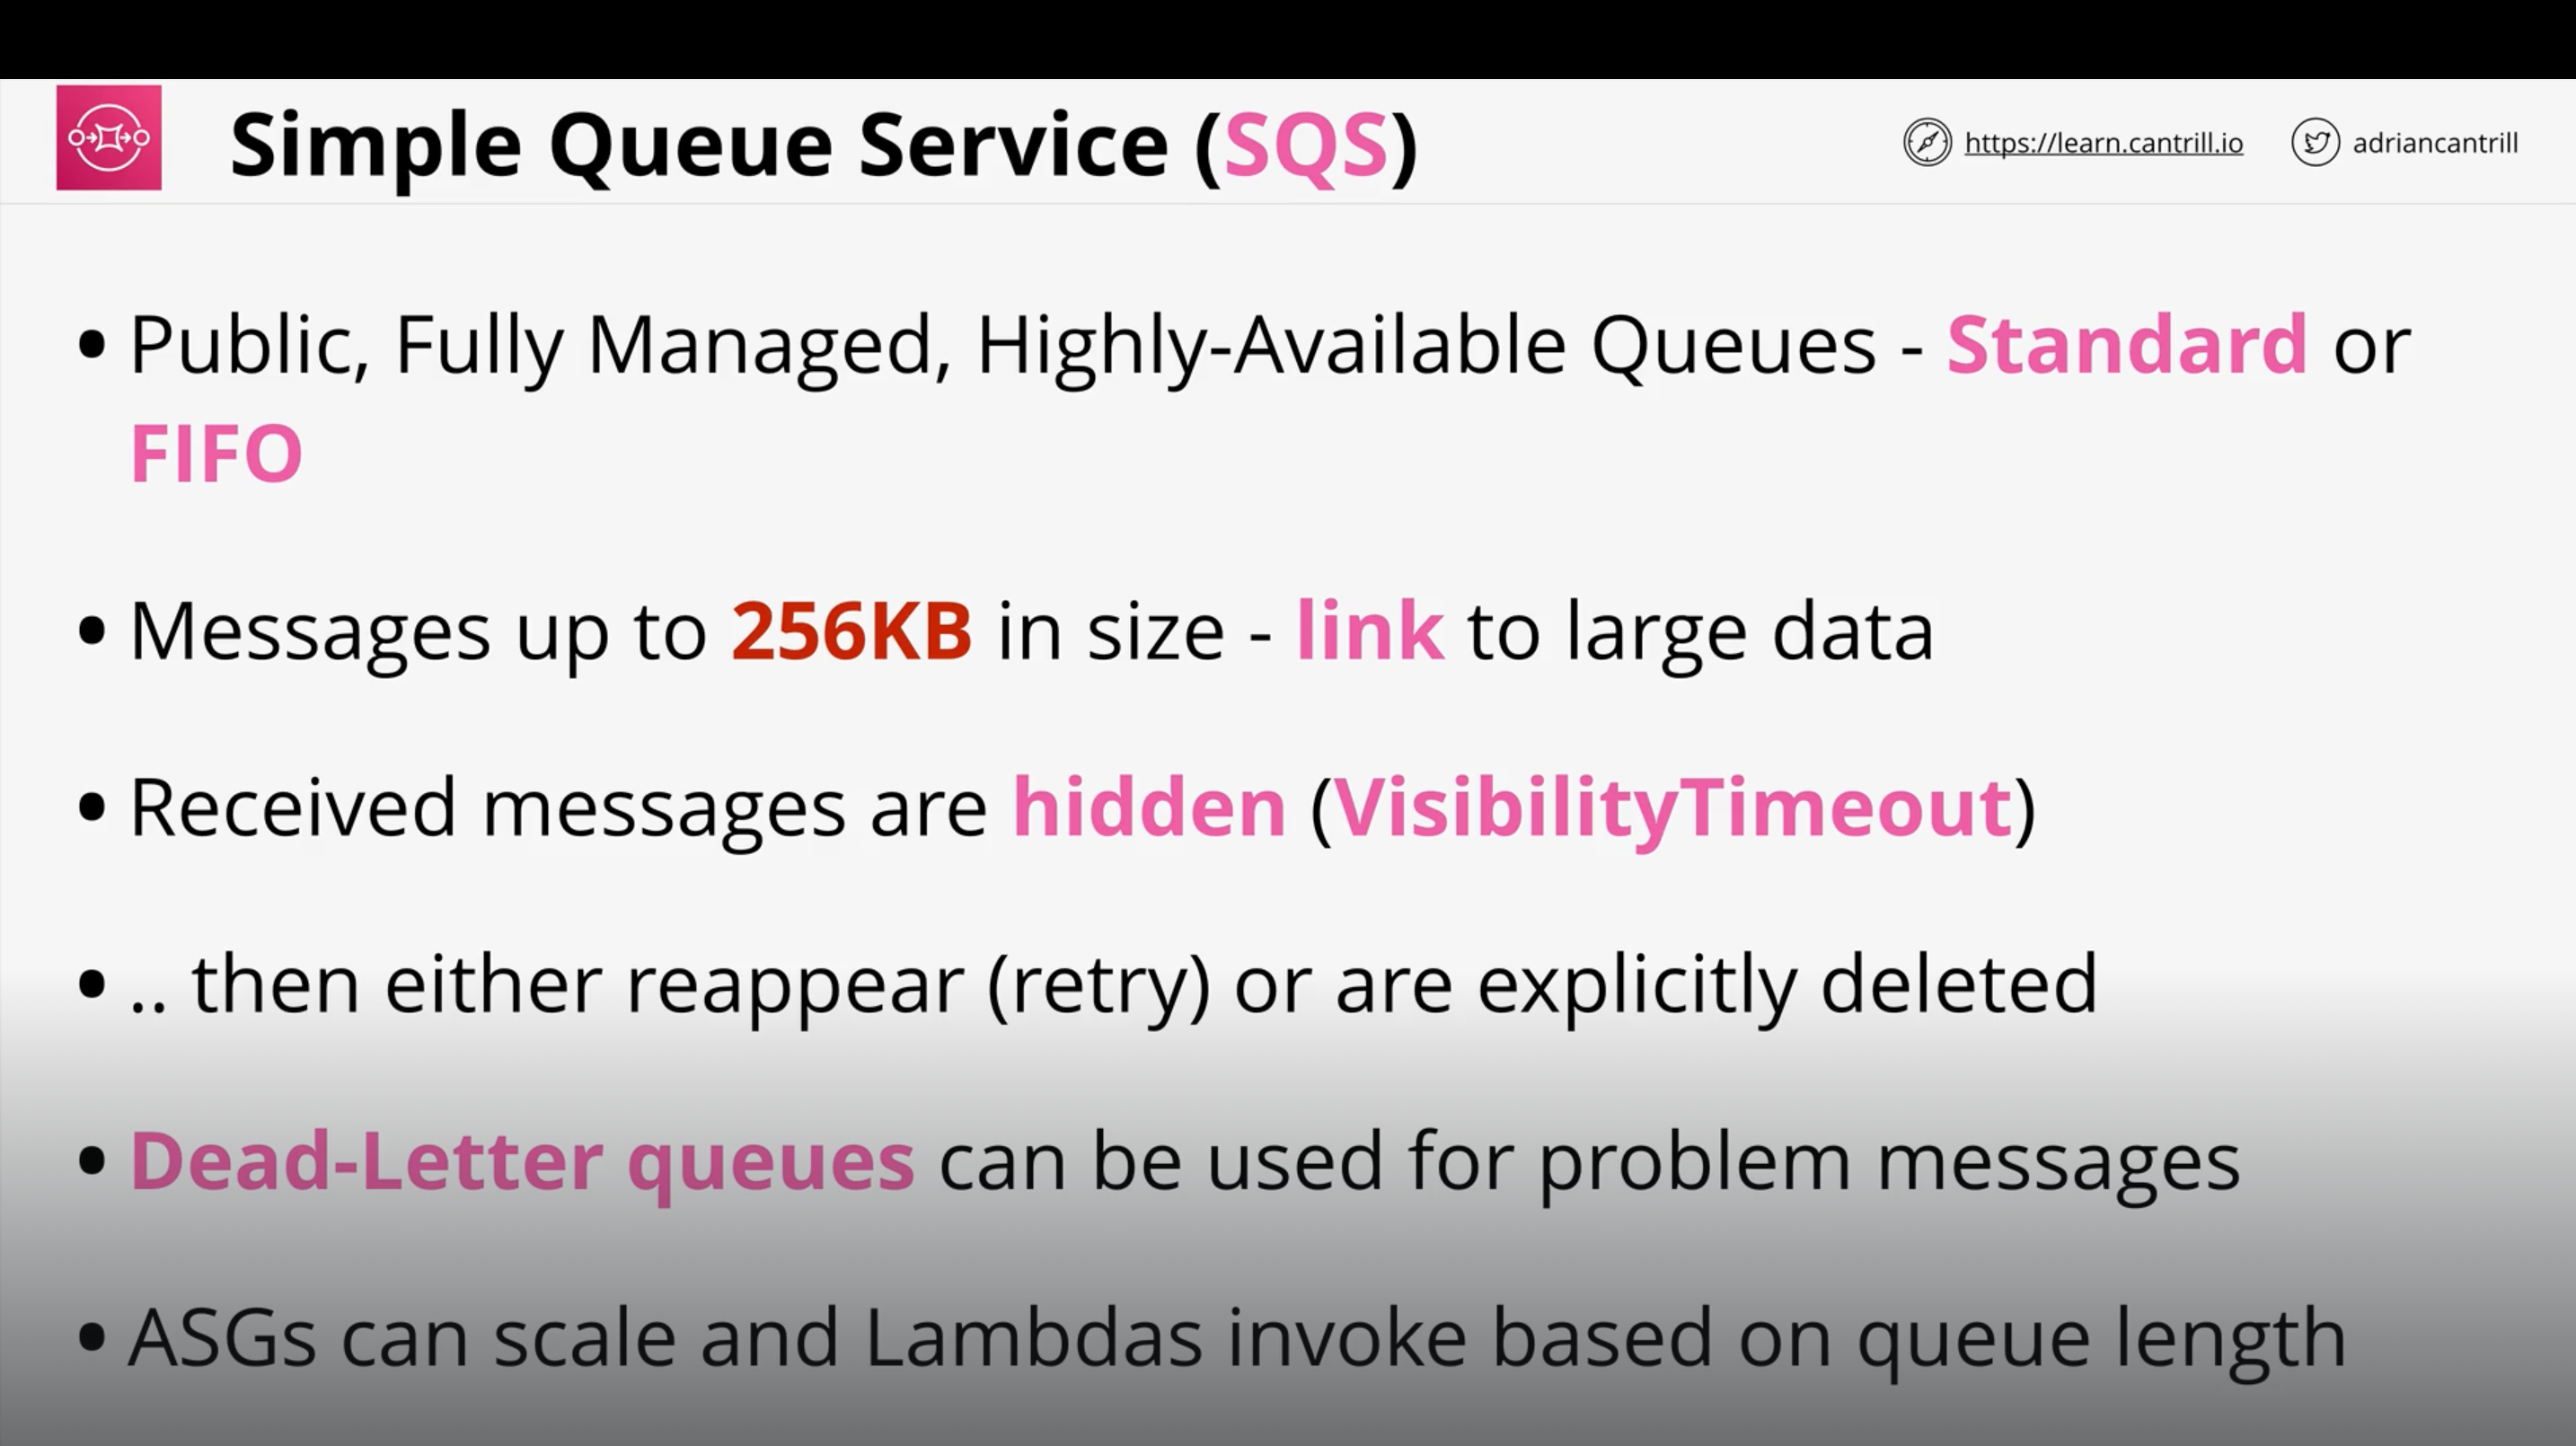 Simple Queue Service (SQS)
https://learn.cantrill.io
adriancantrill
• Public, Fully Managed, Highly-Available Queues - Standard or
FIFO
• Messages up to 256KB in size - link to large data
• Received messages are hidden (VisibilityTimeout)
• .. then either reappear (retry) or are explicitly deleted
• Dead-Letter queues can be used for problem messages
• ASGs can scale and Lambdas invoke based on queue length